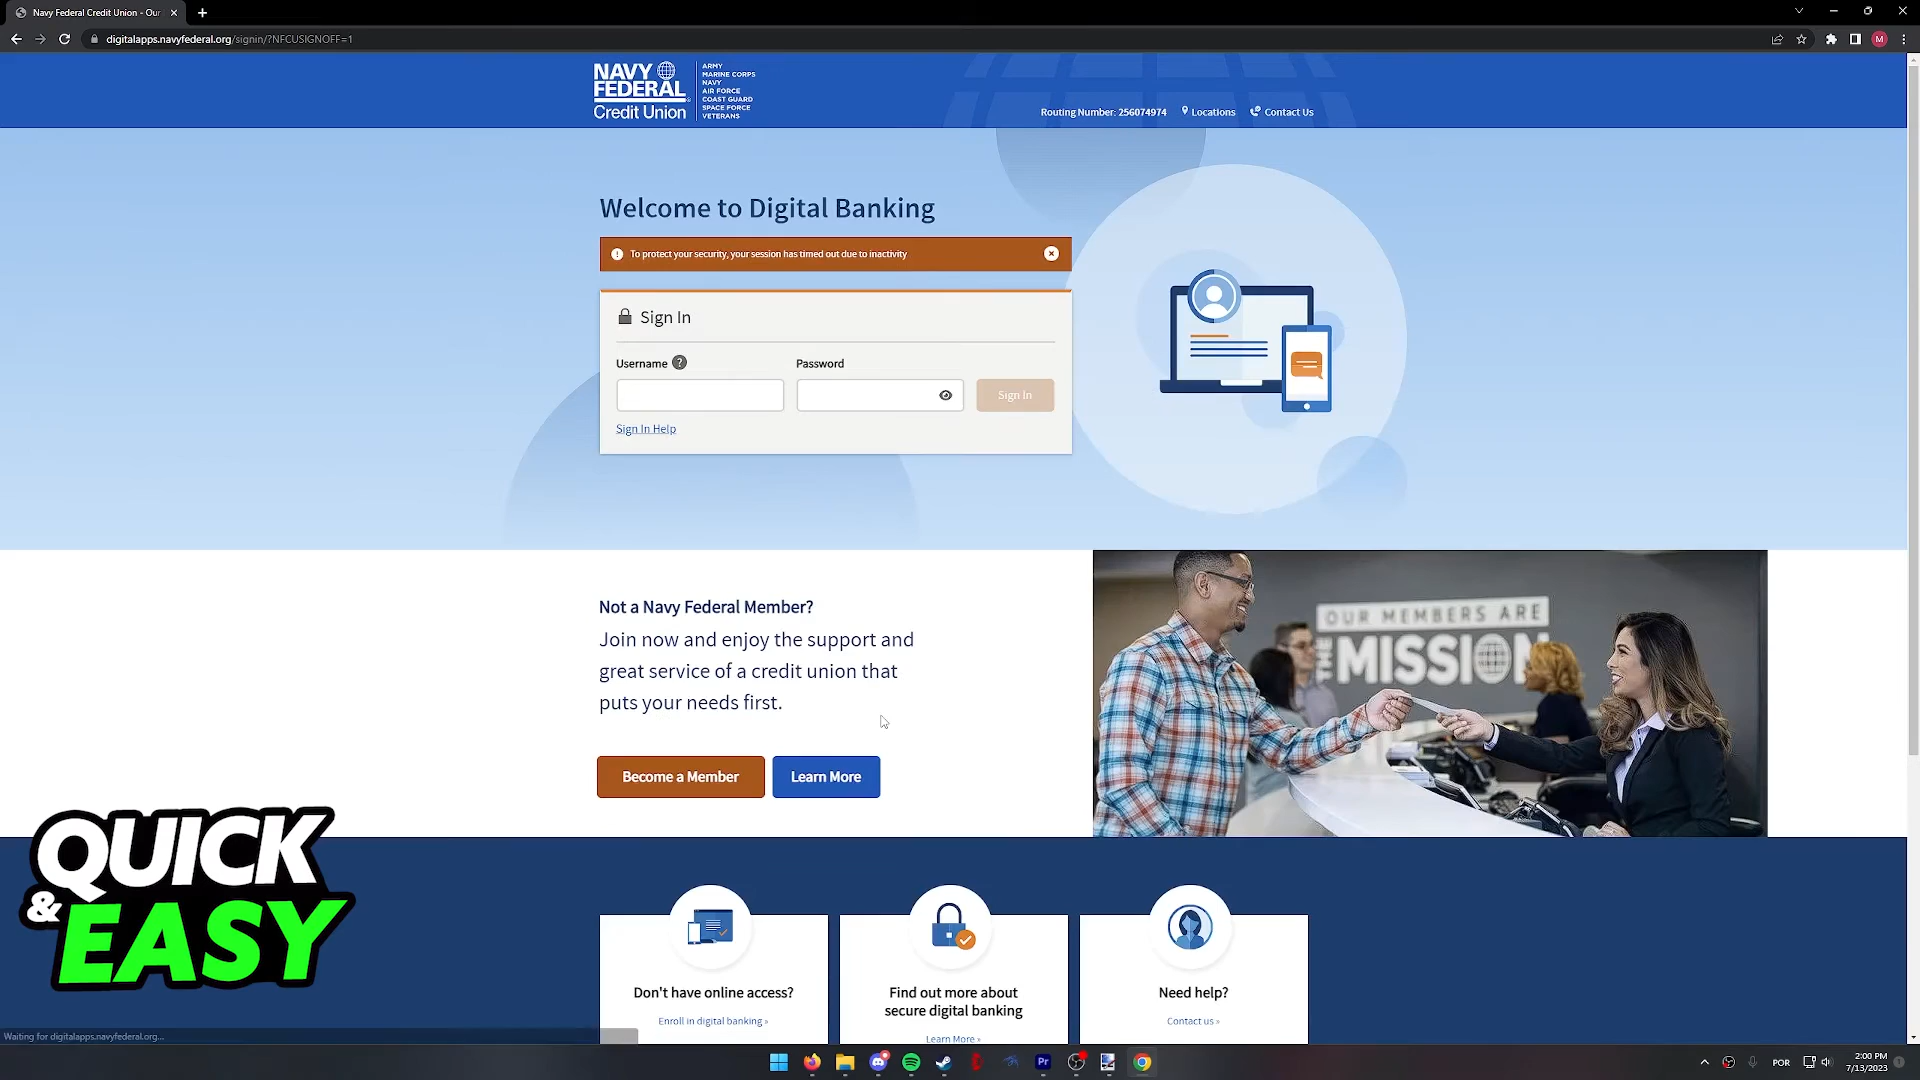 Navy Federal Credit Union - Our
digitalapps.navyfederal.org/signin/?NFCUSIGNOFF=1
M
NAVY
FEDERAL
Credit Union
ARMY
MARINE CORPS
NAVY
AIR FORCE
COAST GUARD
SPACE FORCE
VETERANS
Routing Number: 256074974 Locations Contact Us
Welcome to Digital Banking
To protect your security, your session has timed out due to inactivity
Sign In
Username ? Password
Sign In
Sign In Help
Not a Navy Federal Member?
Join now and enjoy the support and
great service of a credit union that
puts your needs first.
Become a Member Learn More
OUR MEMBERS ARE
THE MISSION
QUICK
& EASY
Don't have online access?
Enroll in digital banking »
Find out more about
secure digital banking
Learn More »
Need help?
Contact us »
Waiting for digitalapps.navyfederal.org...
Pr
POR
2:00 PM
7/13/2023